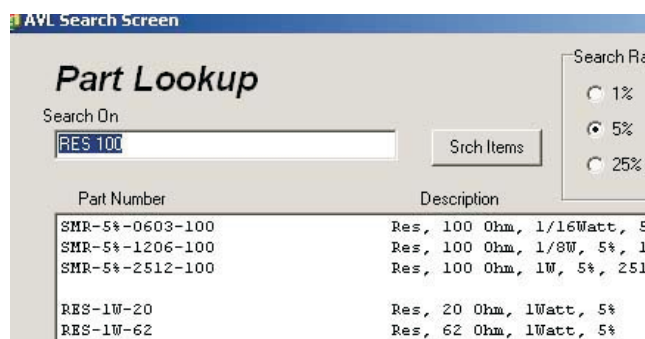 AVL Search Screen
Part Lookup
Search On
RES 100
Srch Items
1%
5%
25%
Part Number Description
SMR-5%-0603-100 Res, 100 Ohm, 1/16Watt,
SMR-5%-1206-100 Res, 100 Ohm, 1/8W, 5%,
SMR-5%-2512-100 Res, 100 Ohm, 1W, 5%, 251
RES-1W-20 Res, 20 Ohm, 1Watt, 5%
RES-1W-62 Res, 62 Ohm, 1Watt, 5%
Search